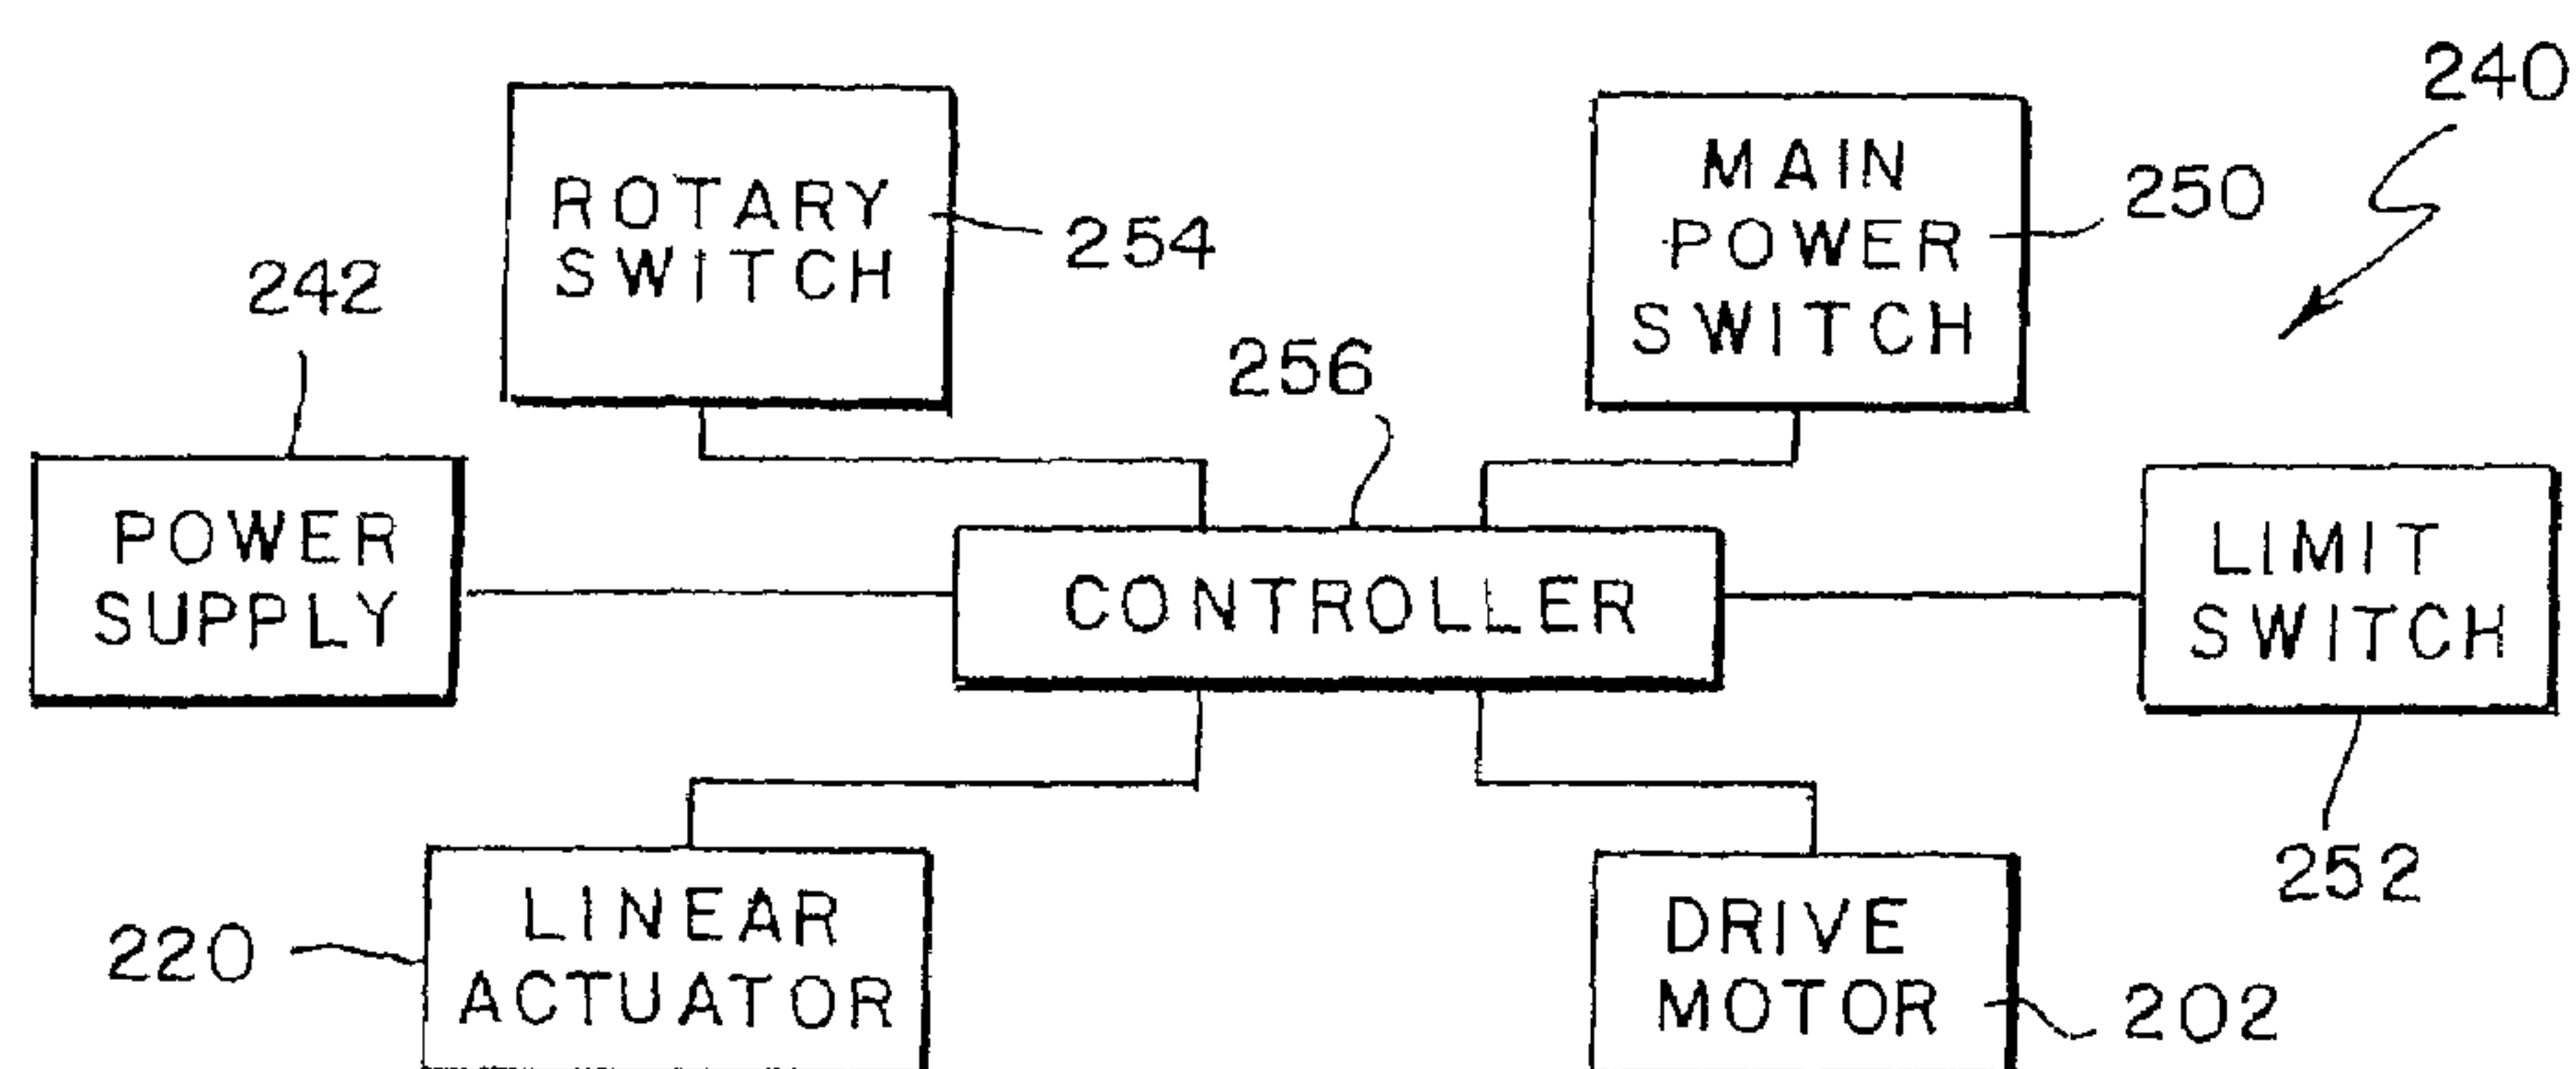 240
ROTARY
SWITCH
254
MAIN
POWER
SWITCH
250
242
256
POWER
SUPPLY
CONTROLLER
LIMIT
SWITCH
252
220
LINEAR
ACTUATOR
DRIVE
MOTOR
202